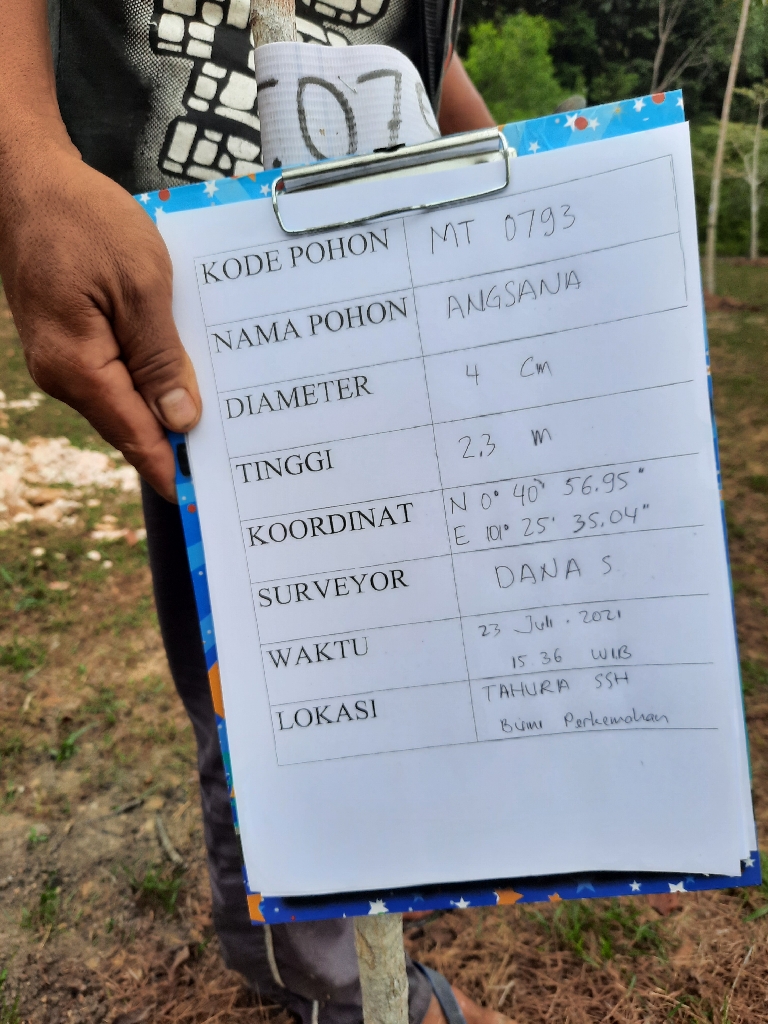 .079
KODE POHON MT 0793
NAMA POHON ANGSANA
DIAMETER 4 Cm
TINGGI 2.3 m
KOORDINAT N 0° 40' 56.95"
E 101° 25' 35.04"
SURVEYOR DANA S
WAKTU 23 Juli. 2021
15.36 WIB
LOKASI TAHURA SSH
Bumi Perkemahan